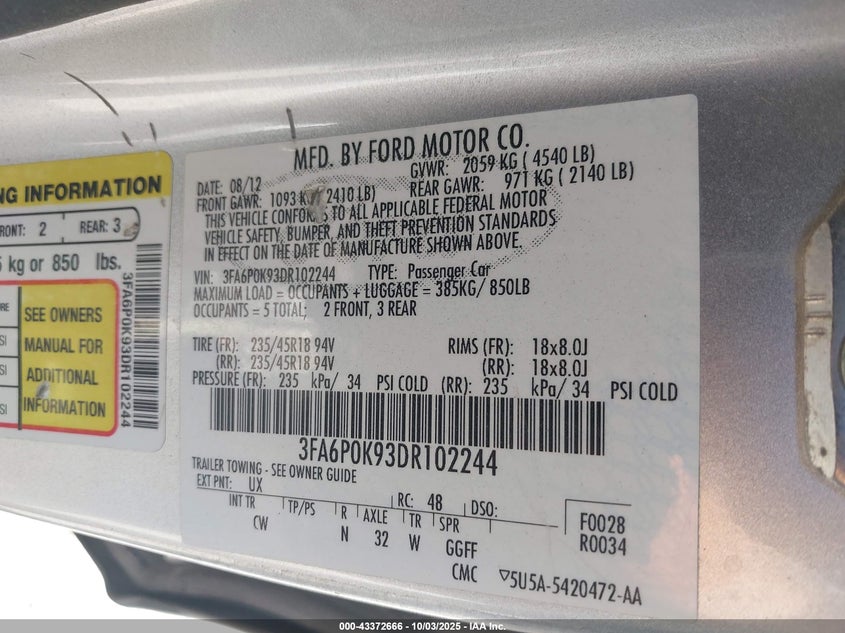 MFD. BY FORD MOTOR CO.
DATE: 08/12 GVWR: 2059 KG ( 4540 LB)
FRONT GAWR: 1093 KG( 2410 LB) REAR GAWR: 971 KG ( 2140 LB)
THIS VEHICLE CONFORMS TO ALL APPLICABLE FEDERAL MOTOR
VEHICLE SAFETY, BUMPER, AND THEFT PREVENTION STANDARDS
IN EFFECT ON THE DATE OF MANUFACTURE SHOWN ABOVE.
VIN: 3FA6P0K93DR102244 TYPE: Passenger Car
MAXIMUM LOAD = OCCUPANTS + LUGGAGE = 385KG/ 850LB
OCCUPANTS = 5 TOTAL; 2 FRONT, 3 REAR
TIRE (FR): 235/45R18 94V RIMS (FR): 18x8.0J
(RR): 235/45R18 94V (RR): 18x8.0J
PRESSURE (FR): 235 kPa/ 34 PSI COLD (RR): 235 kPa/ 34 PSI COLD
3FA6P0K93DR102244
TRAILER TOWING - SEE OWNER GUIDE
EXT PNT: UX RC: 48 DSO:
INT TR TP/PS R AXLE TR SPR F0028
CW N 32 W GGFF R0034
CMC 5U5A-5420472-AA
INFORMATION
FRONT: 2 REAR: 3
kg or 850 lbs.
SEE OWNERS
MANUAL FOR
ADDITIONAL
INFORMATION
3FA6P0K93DR102244
000-43372666 - 10/03/2025 - IAA Inc.